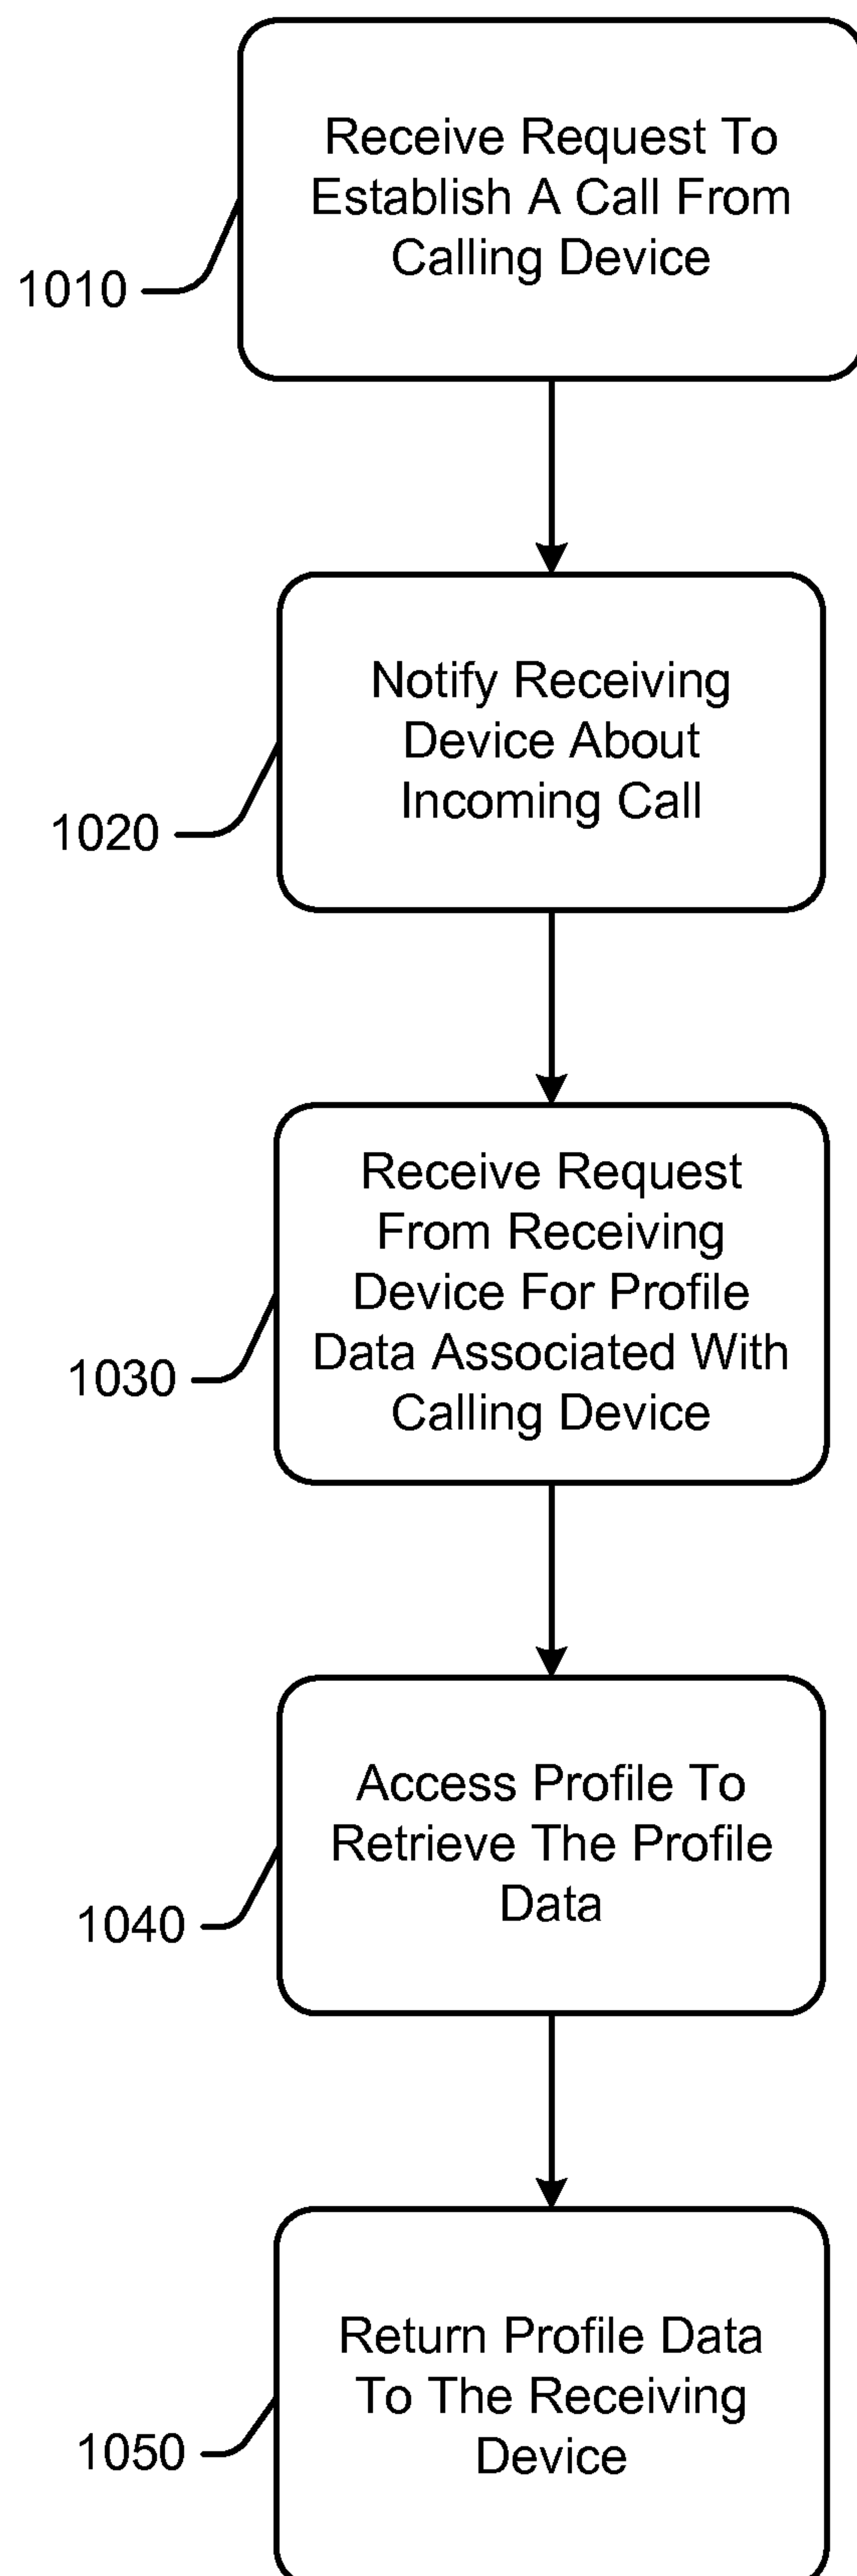 Receive Request To
Establish A Call From
Calling Device
1010
Notify Receiving
Device About
Incoming Call
1020
Receive Request
From Receiving
Device For Profile
Data Associated With
Calling Device
1030
Access Profile To
Retrieve The Profile
Data
1040
Return Profile Data
To The Receiving
Device
1050